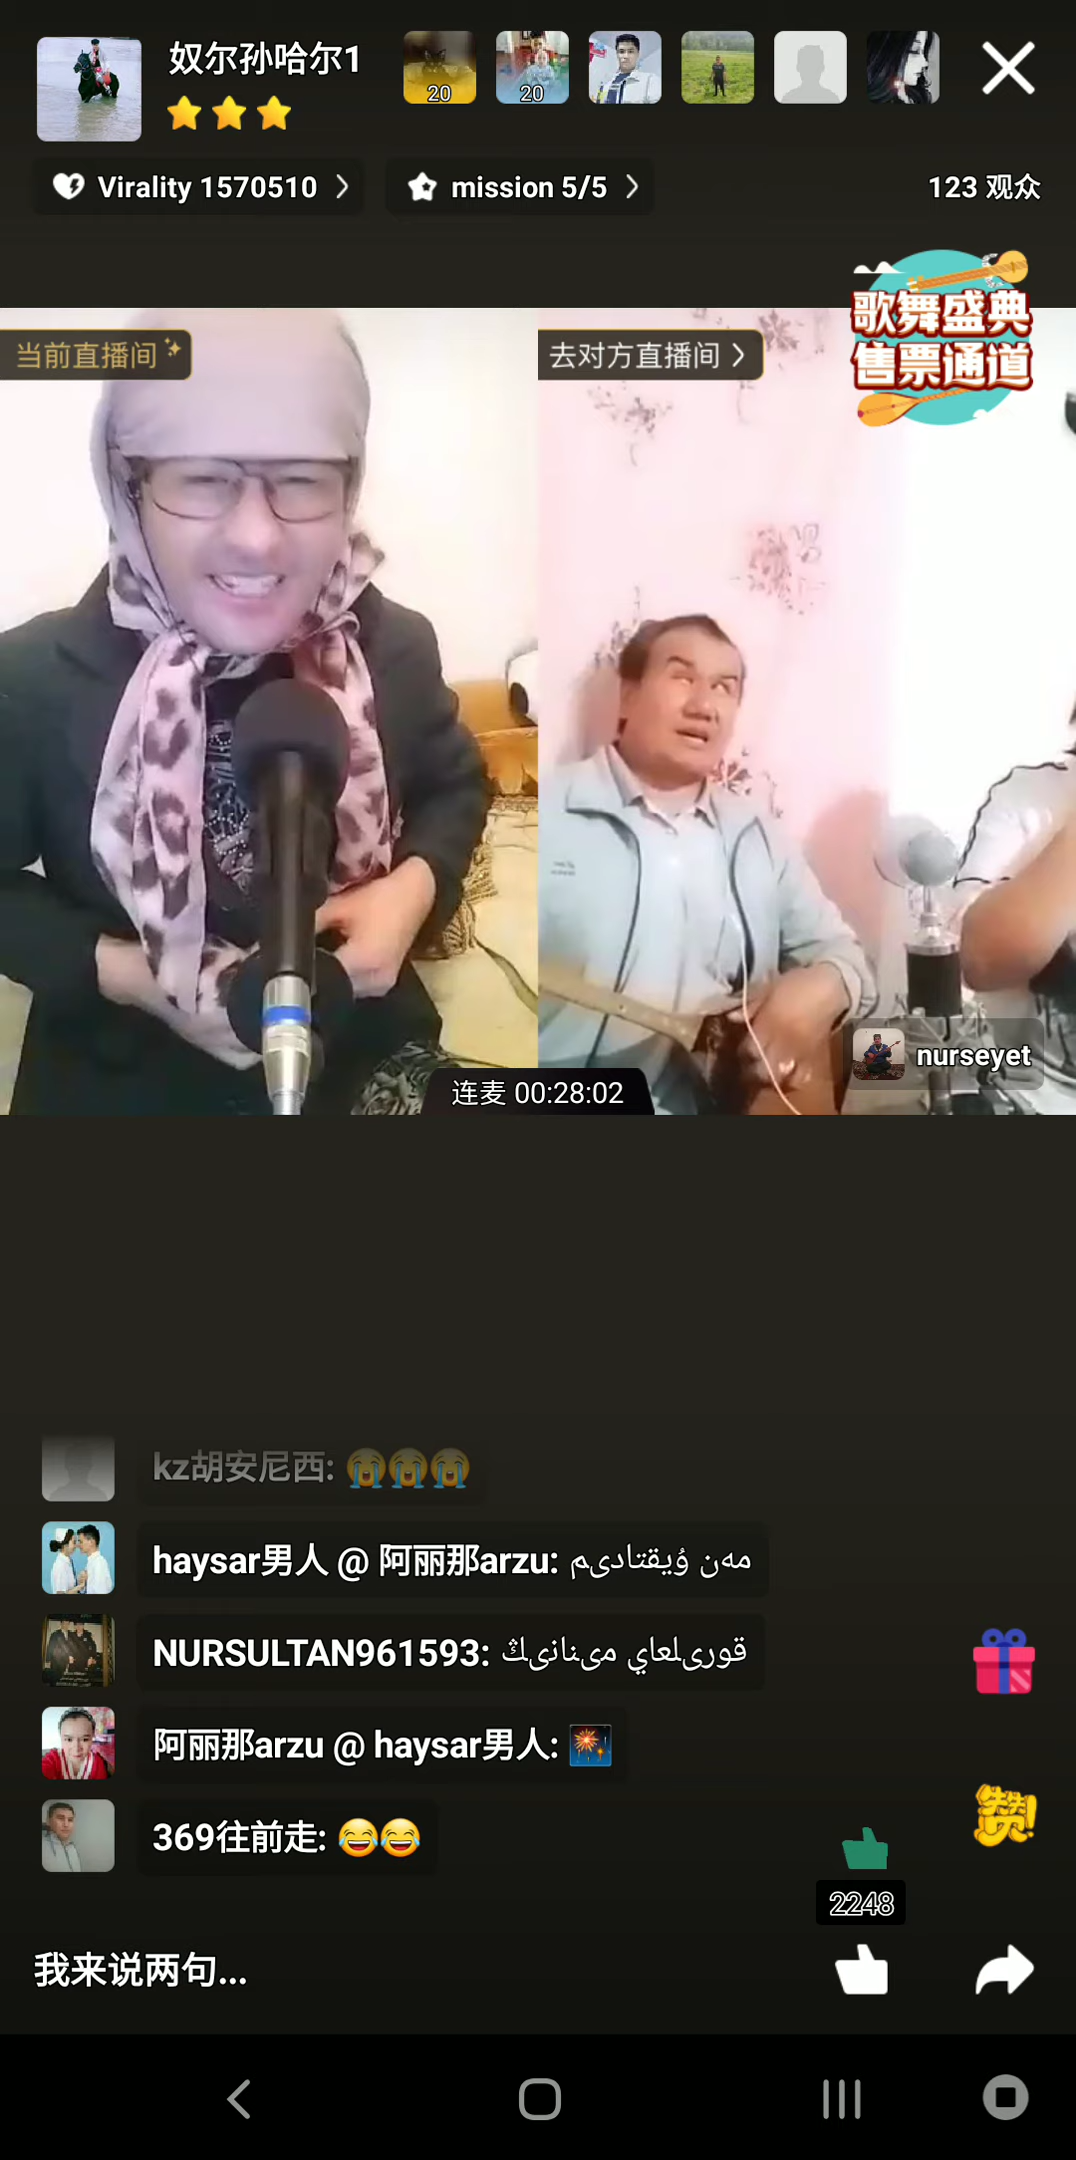 奴尔孙哈尔1
20
20
Virality 1570510
mission 5/5
123 观众
歌舞盛典
售票通道
当前直播间
去对方直播间
nurseyet
连麦 00:28:02
kz胡安尼西:😭😭😭
haysar男人 @ 阿丽那arzu: مەن ۇيقتادىم
NURSULTAN961593: قورىلعاي مىنانىڭ
阿丽那arzu @ haysar男人:🎆
369往前走:😂😂
赞!
2248
我来说两句...